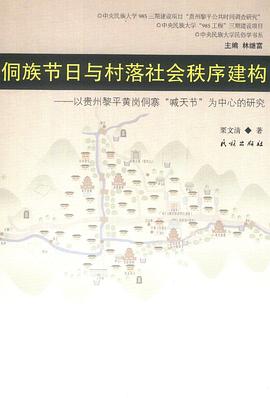 ◎中央民族大学985三期建设项目“贵州黎平公共时间调查研究”
◎中央民族大学“985工程”三期建设项目
◎中央民族大学民俗学书系
主编 林继富
侗族节日与村落社会秩序建构
——以贵州黎平黄岗侗寨“喊天节”为中心的研究
栗文清 ◎著
民族出版社